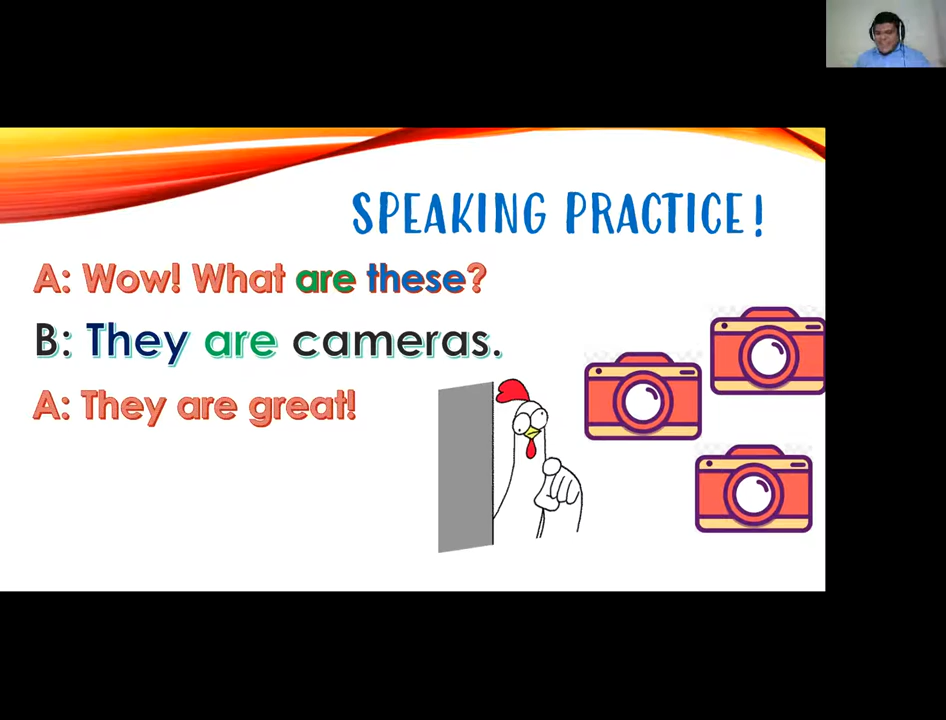 SPEAKING PRACTICE!
A: Wow! What are these?
B: They are cameras.
A: They are great!